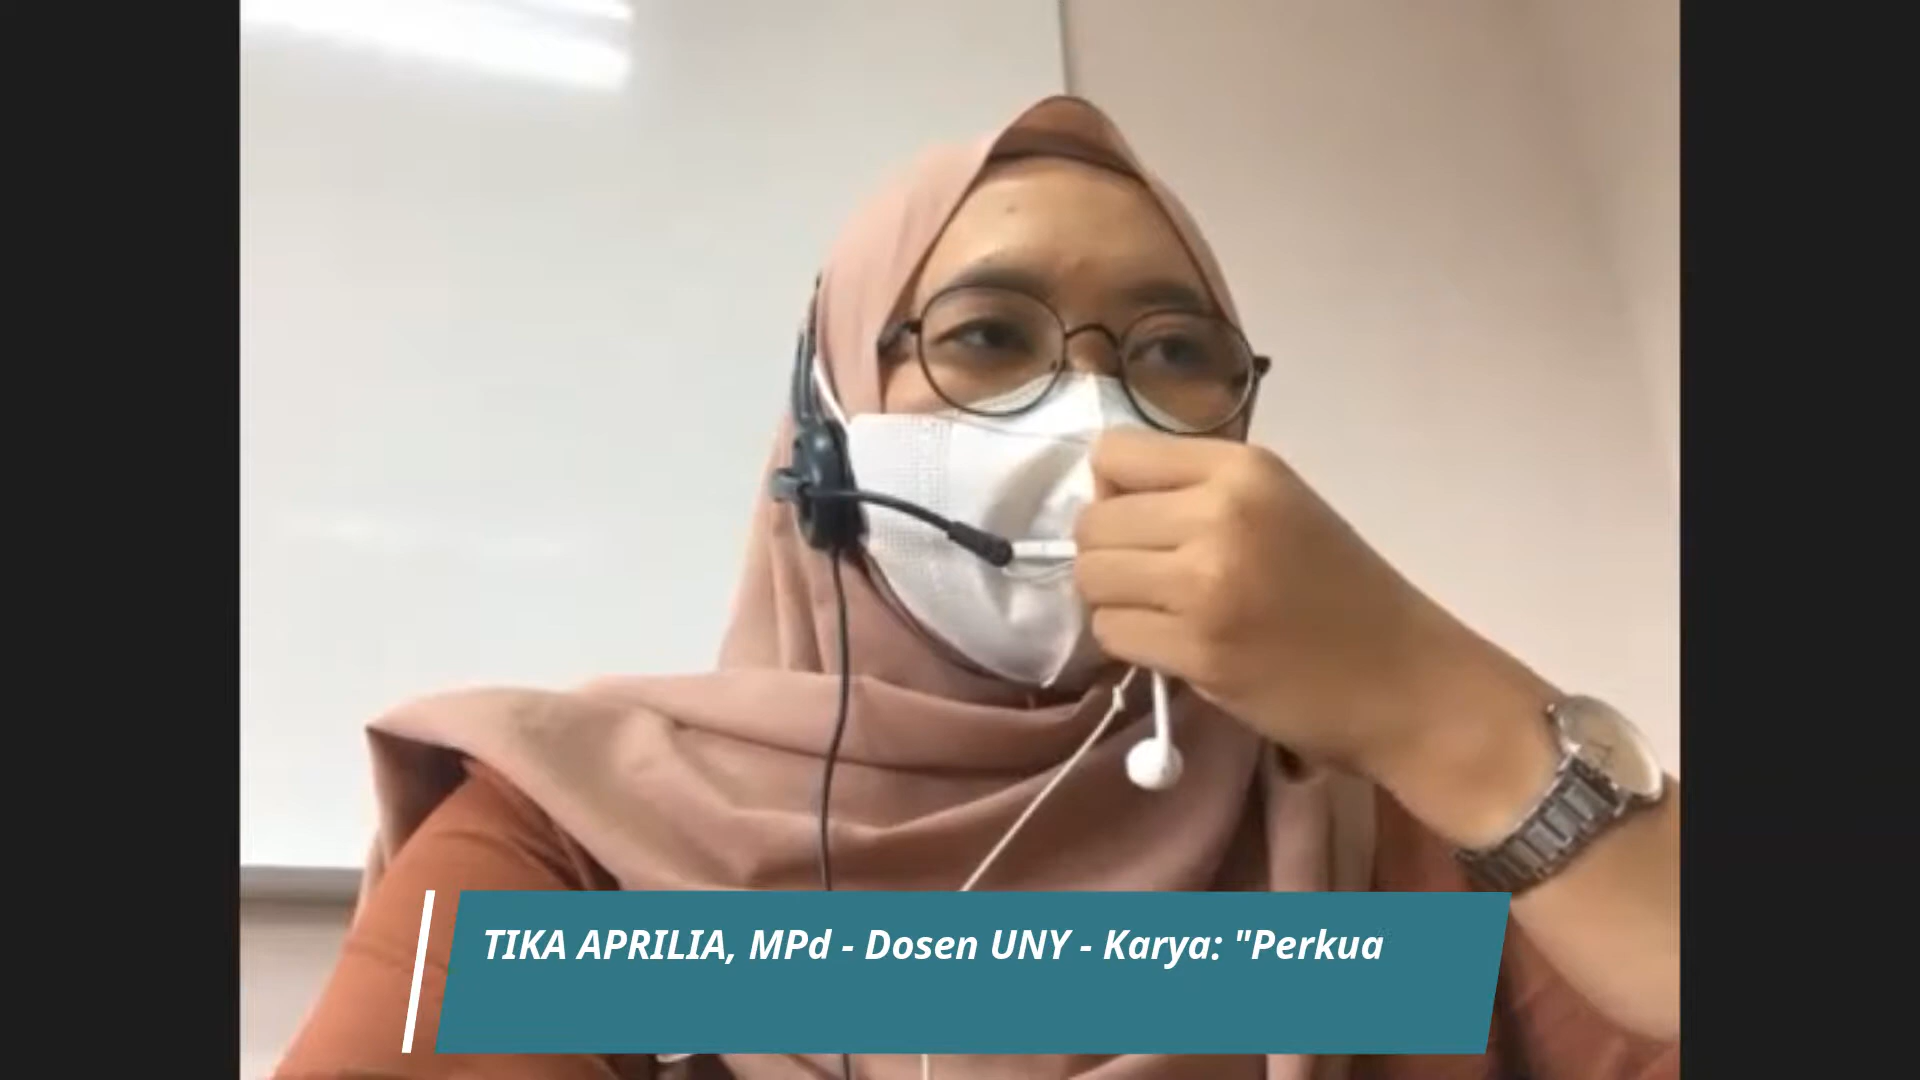 TIKA APRILIA, MPd - Dosen UNY - Karya: "Perkua